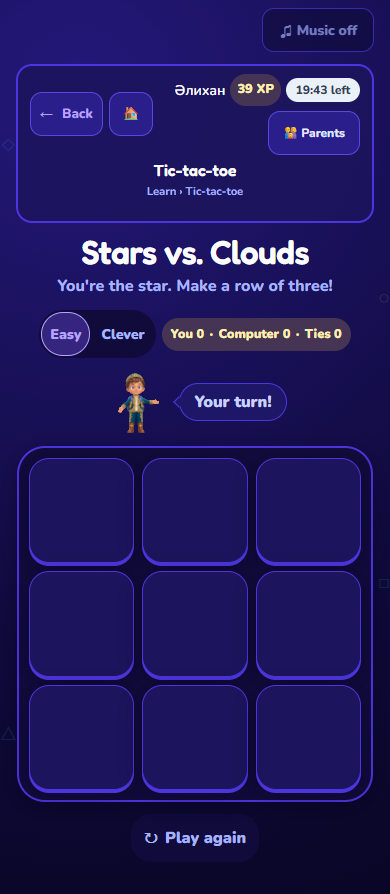 ♫ Music off
Әлихан 39 XP 19:43 left
← Back
Parents
Tic-tac-toe
Learn › Tic-tac-toe
Stars vs. Clouds
You're the star. Make a row of three!
Easy Clever You 0 · Computer 0 · Ties 0
Your turn!
↻ Play again